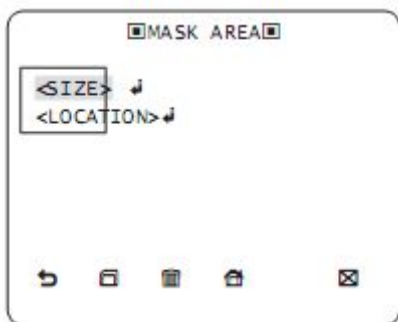 ▣MASK AREA▣
<SIZE> ↲
<LOCATION>↲